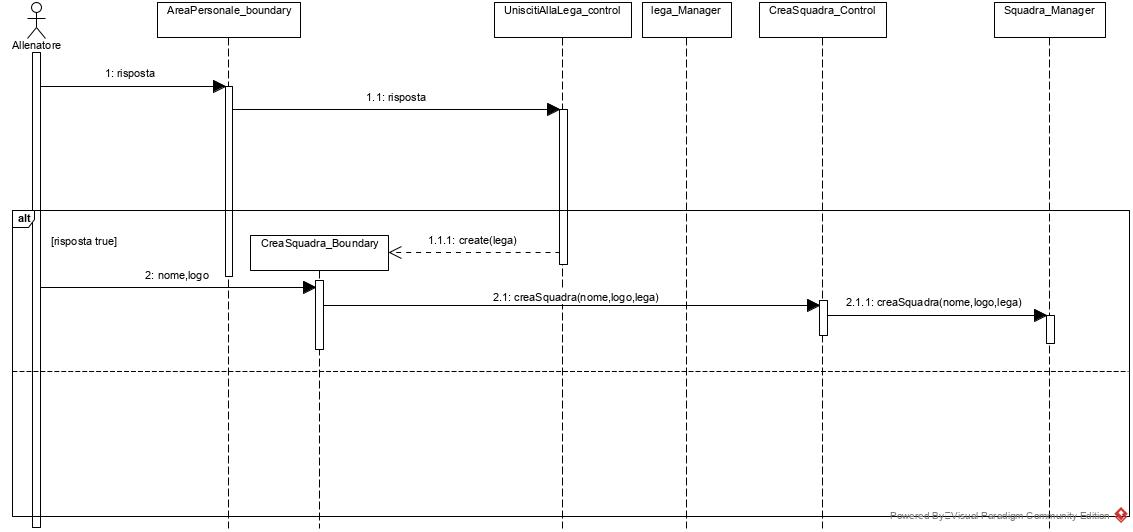 AreaPersonale_boundary
UniscitiAllaLega_control
lega_Manager
CreaSquadra_Control
Squadra_Manager
Allenatore
1: risposta
1.1: risposta
alt
[risposta true]
CreaSquadra_Boundary
1.1.1: create(lega)
2: nome,logo
2.1: creaSquadra(nome,logo,lega)
2.1.1: creaSquadra(nome,logo,lega)
Powered By Visual Paradigm Community Edition